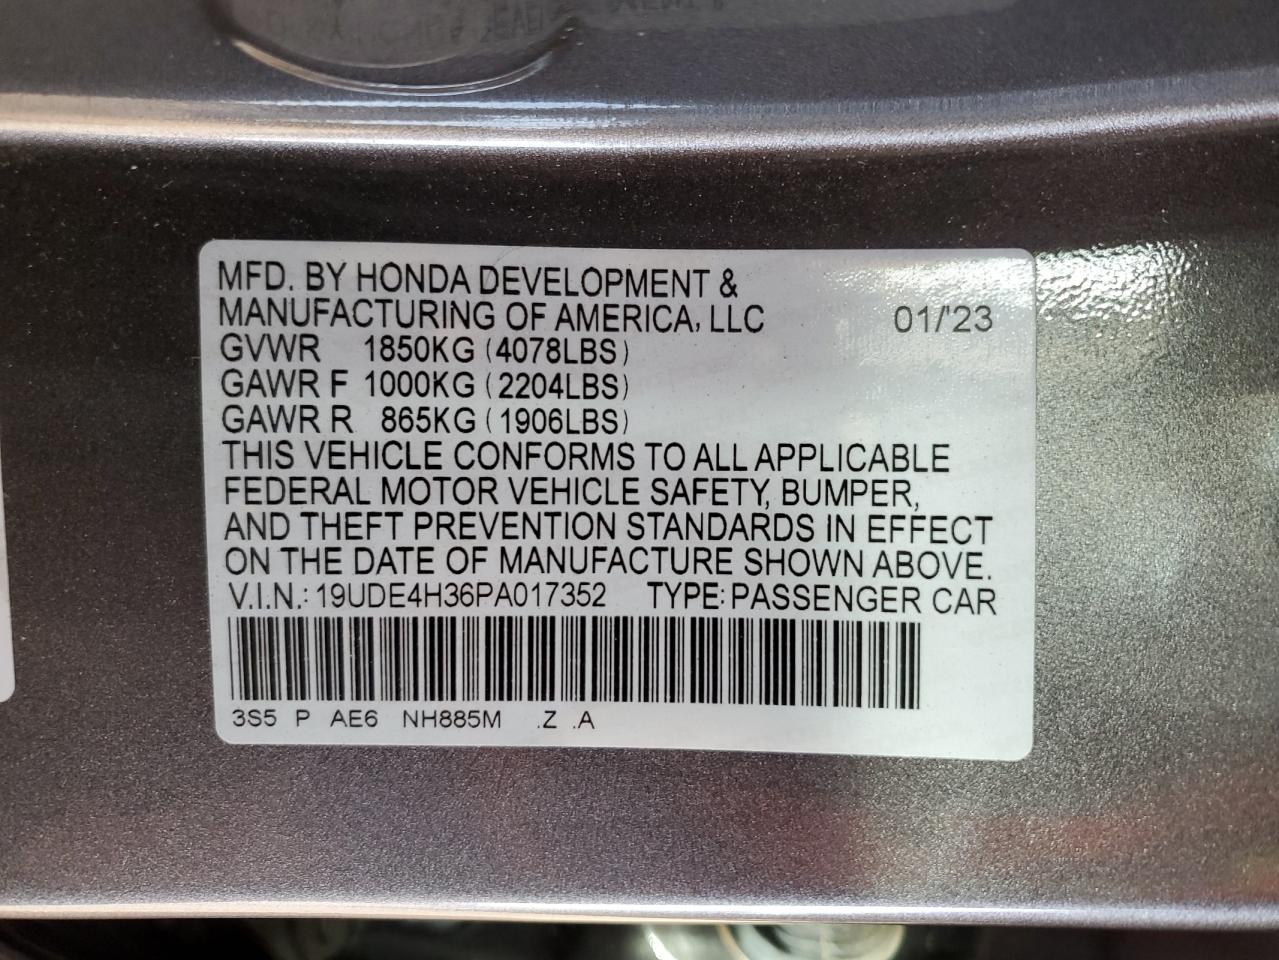 MFD. BY HONDA DEVELOPMENT &
MANUFACTURING OF AMERICA, LLC 01/'23
GVWR 1850KG (4078LBS)
GAWR F 1000KG (2204LBS)
GAWR R 865KG (1906LBS)
THIS VEHICLE CONFORMS TO ALL APPLICABLE
FEDERAL MOTOR VEHICLE SAFETY, BUMPER,
AND THEFT PREVENTION STANDARDS IN EFFECT
ON THE DATE OF MANUFACTURE SHOWN ABOVE.
V.I.N.: 19UDE4H36PA017352 TYPE: PASSENGER CAR
3S5 P AE6 NH885M .Z .A